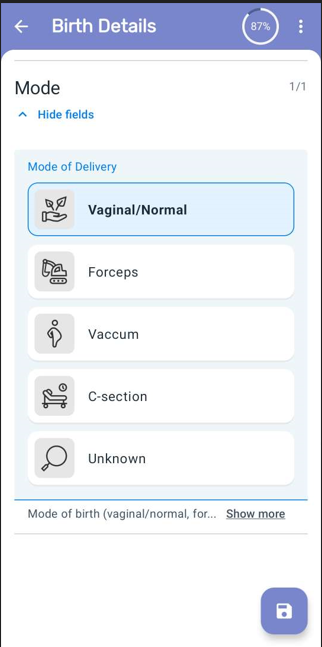 Birth Details
87%
Mode
1/1
Hide fields
Mode of Delivery
Vaginal/Normal
Forceps
Vaccum
C-section
Unknown
Mode of birth (vaginal/normal, for... Show more